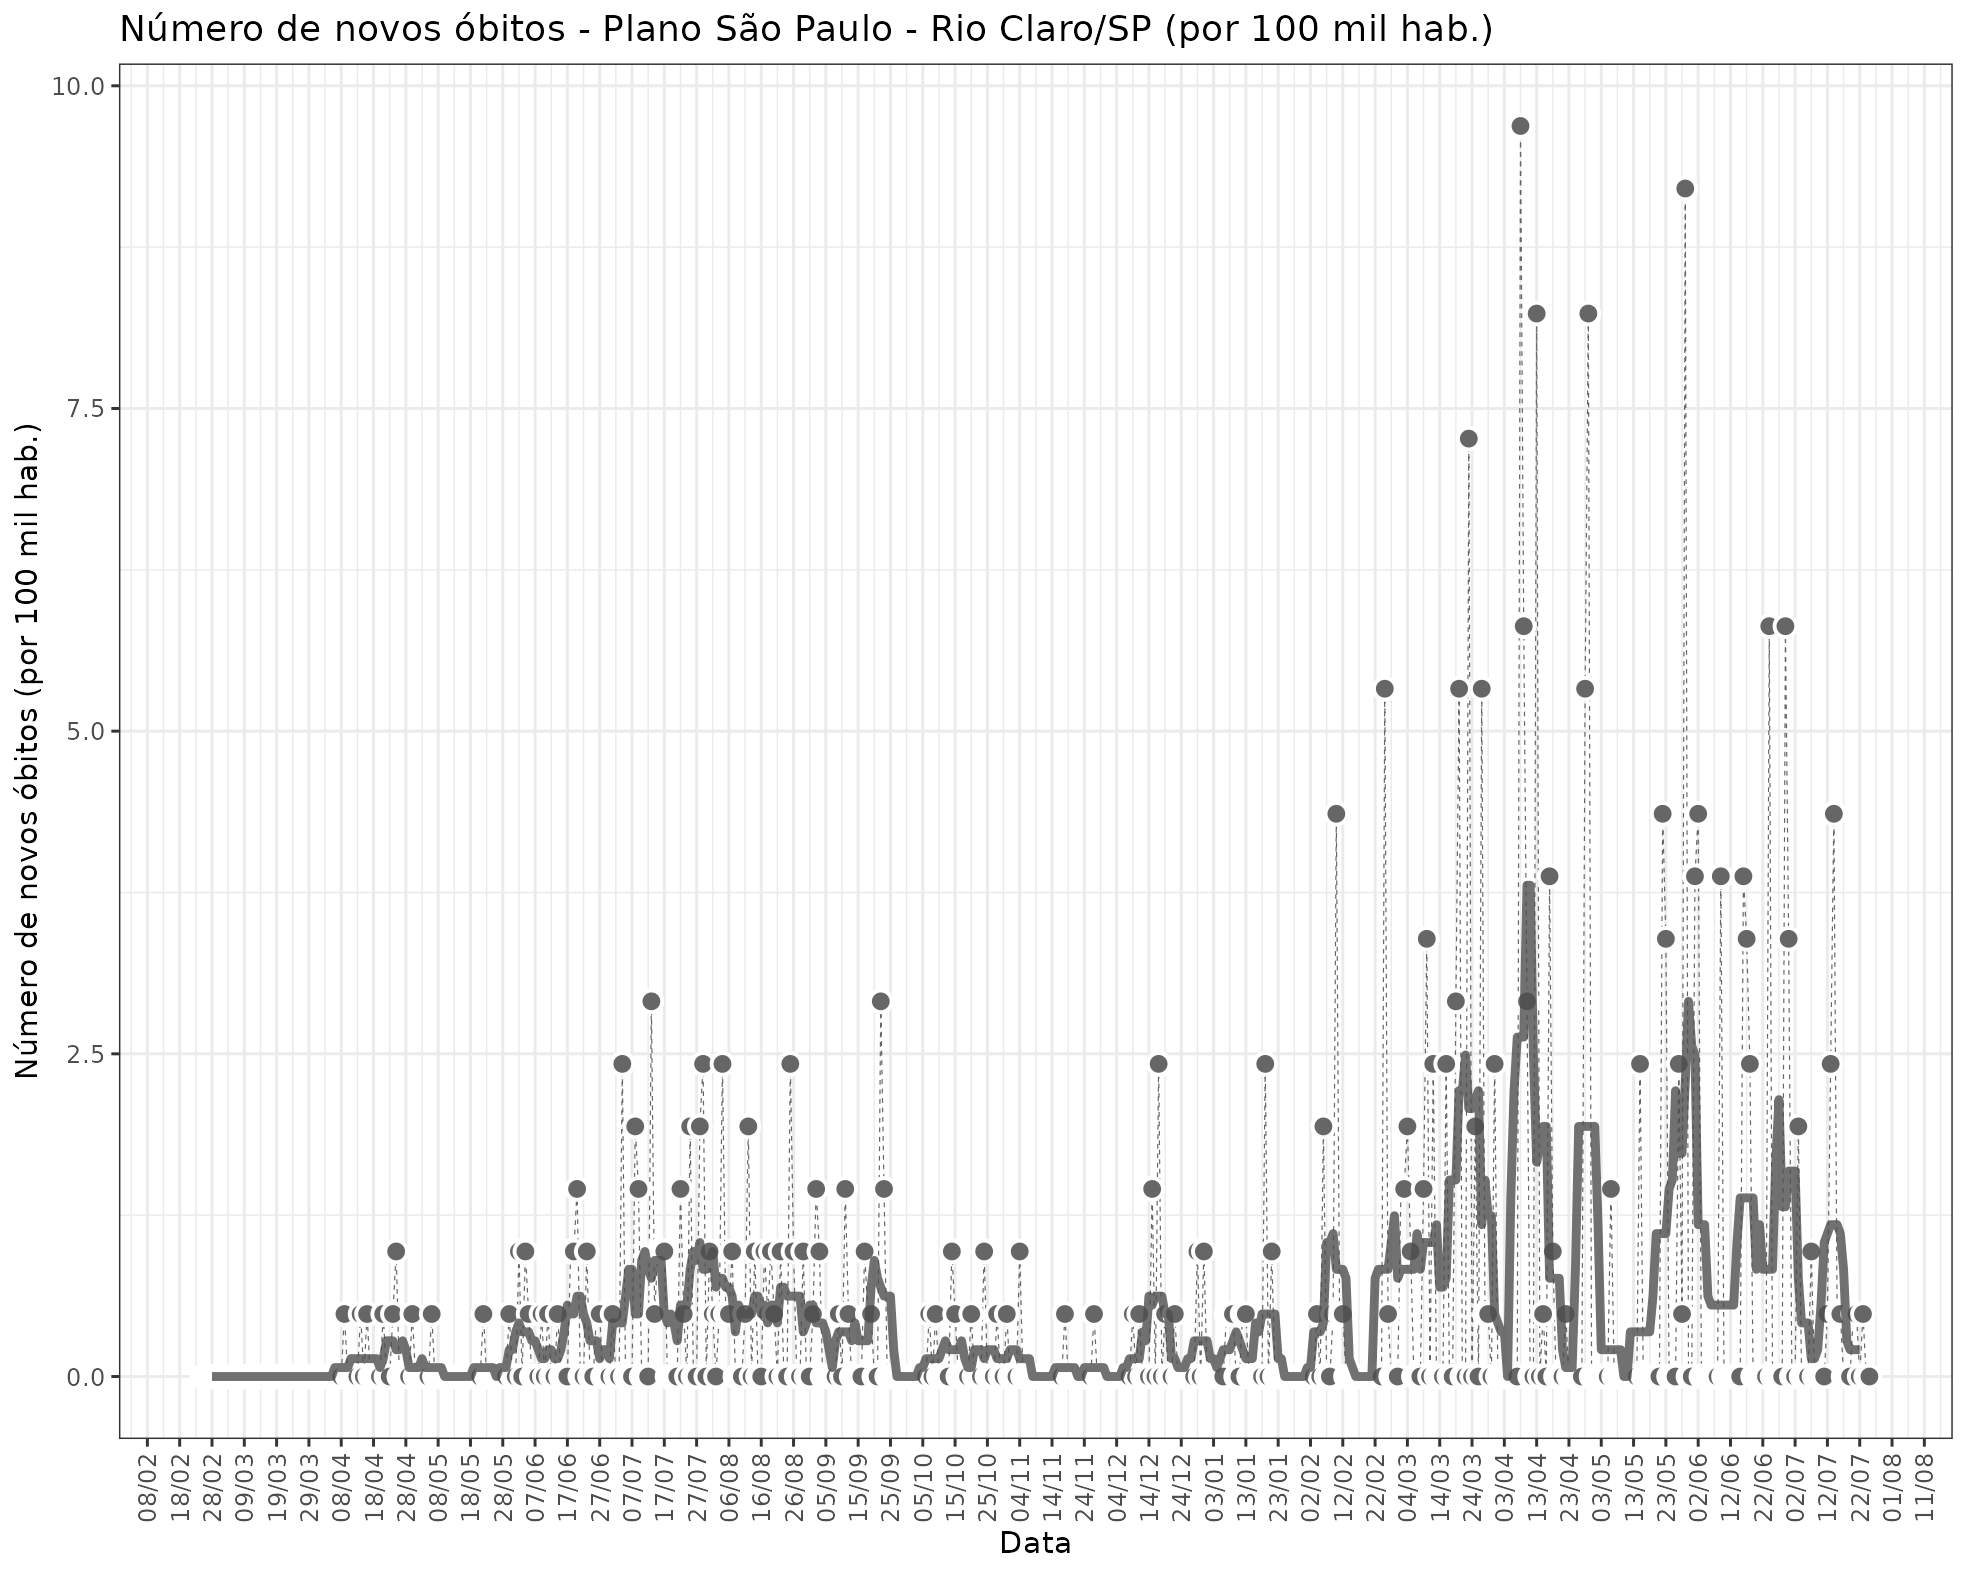 Número de novos óbitos - Plano São Paulo - Rio Claro/SP (por 100 mil hab.)
Número de novos óbitos (por 100 mil hab.)
10.0
7.5
5.0
2.5
0.0
08/02 18/02 28/02 09/03 19/03 29/03 08/04 18/04 28/04 08/05 18/05 28/05 07/06 17/06 27/06 07/07 17/07 27/07 06/08 16/08 26/08 05/09 15/09 25/09 05/10 15/10 25/10 04/11 14/11 24/11 04/12 14/12 24/12 03/01 13/01 23/01 02/02 12/02 22/02 04/03 14/03 24/03 03/04 13/04 23/04 03/05 13/05 23/05 02/06 12/06 22/06 02/07 12/07 22/07 01/08 11/08
Data